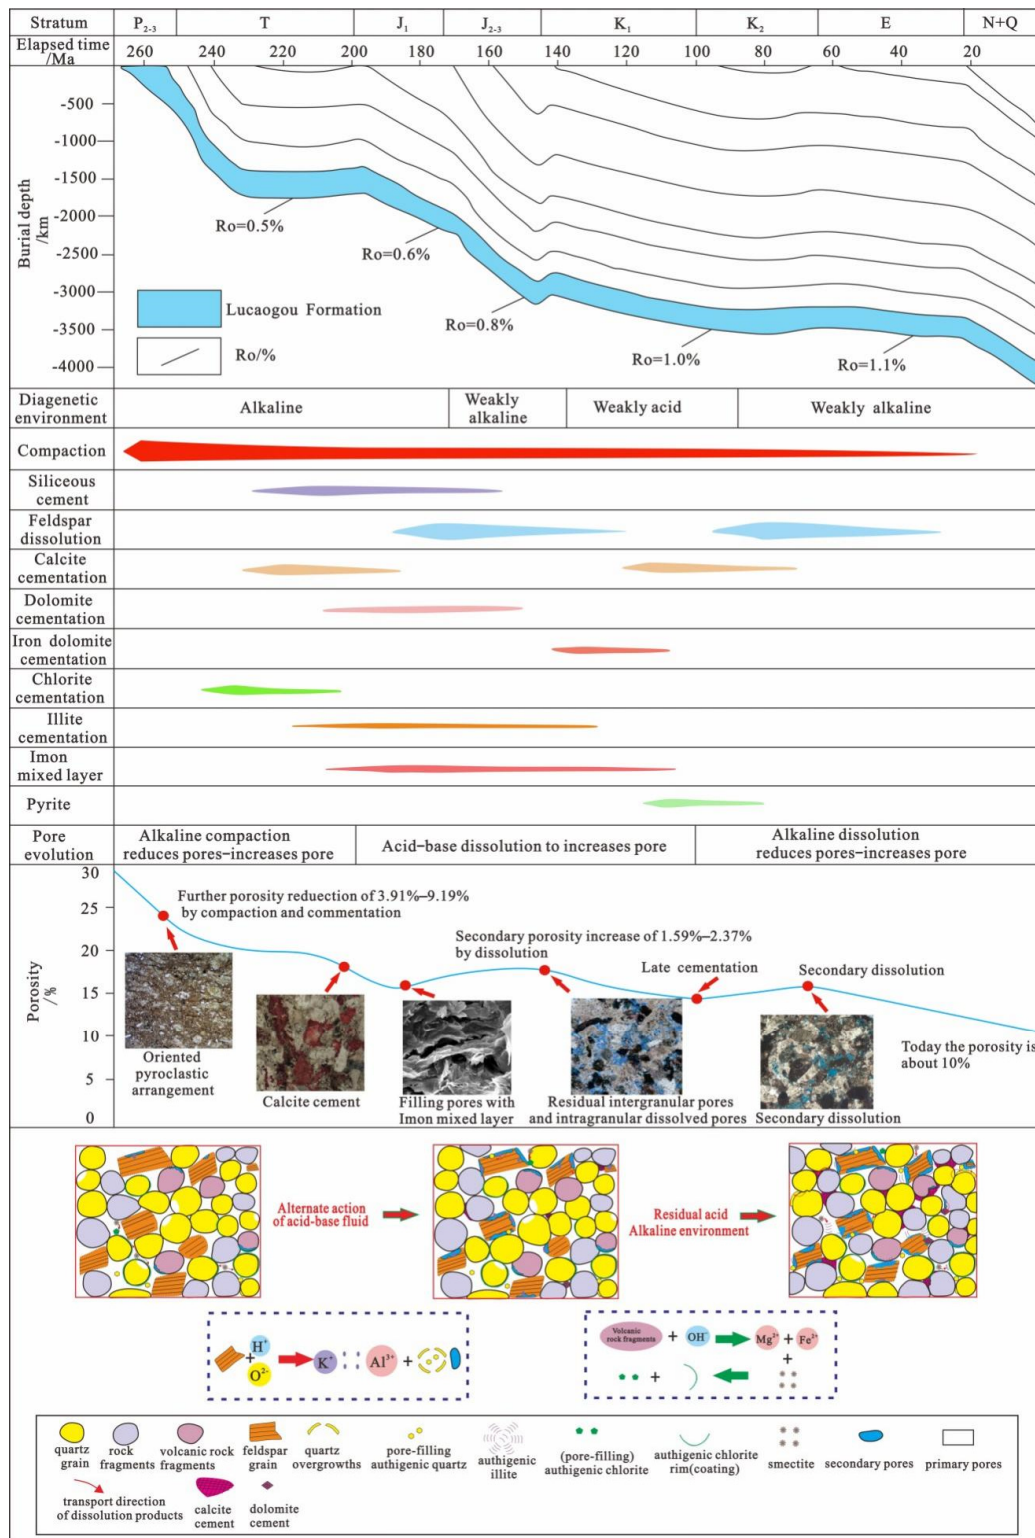 Stratum P₂₋₃ T J₁ J₂₋₃ K₁ K₂ E N+Q
Elapsed time
/Ma
260 240 200 180 160 140 120 100 80 60 40 20
Burial depth
/km
-500
-1000
-1500
-2000
-2500
-3000
-3500
-4000
Ro=0.5%
Ro=0.6%
Ro=0.8%
Ro=1.0%
Ro=1.1%
Lucaogou Formation
Ro/%
Diagenetic
environment
Alkaline
Weakly
alkaline
Weakly acid
Weakly alkaline
Compaction
Siliceous
cement
Feldspar
dissolution
Calcite
cementation
Dolomite
cementation
Iron dolomite
cementation
Chlorite
cementation
Illite
cementation
Imon
mixed layer
Pyrite
Pore
evolution
Alkaline compaction
reduces pores-increases pore
Acid-base dissolution to increases pore
Alkaline dissolution
reduces pores-increases pore
Porosity
/%
30
25
20
15
10
5
0
Further porosity reduection of 3.91%-9.19%
by compaction and commentation
Secondary porosity increase of 1.59%-2.37%
by dissolution
Late cementation
Secondary dissolution
Today the porosity is
about 10%
Oriented
pyroclastic
arrangement
Calcite cement
Filling pores with
Imon mixed layer
Residual intergranular pores
and intragranular dissolved pores
Secondary dissolution
Alternate action
of acid-base fluid
Residual acid
Alkaline environment
H⁺
+
O²⁻
K⁺
Al³⁺
+
Volcanic
rock fragments
+
OH⁻
Mg²⁺
+
Fe²⁺
+
+
quartz
grain
rock
fragments
volcanic rock
fragments
feldspar
grain
quartz
overgrowths
pore-filling
authigenic quartz
authigenic
illite
(pore-filling)
authigenic chlorite
authigenic chlorite
rim(coating)
smectite
secondary pores
primary pores
transport direction
of dissolution products
calcite
cement
dolomite
cement